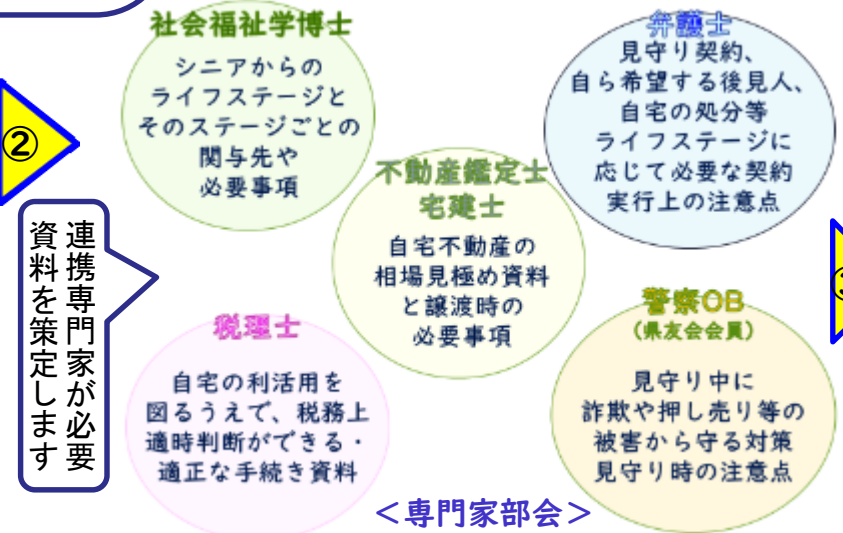 ②
連携専門家が必要
資料を策定します
社会福祉学博士
シニアからの
ライフステージと
そのステージごとの
関与先や
必要事項
弁護士
見守り契約、
自ら希望する後見人、
自宅の処分等
ライフステージに
応じて必要な契約
実行上の注意点
不動産鑑定士
宅建士
自宅不動産の
相場見極め資料
と譲渡時の
必要事項
税理士
自宅の利活用を
図るうえで、税務上
適時判断ができる・
適正な手続き資料
警察OB
(県友会会員)
見守り中に
詐欺や押し売り等の
被害から守る対策
見守り時の注意点
＜専門家部会＞